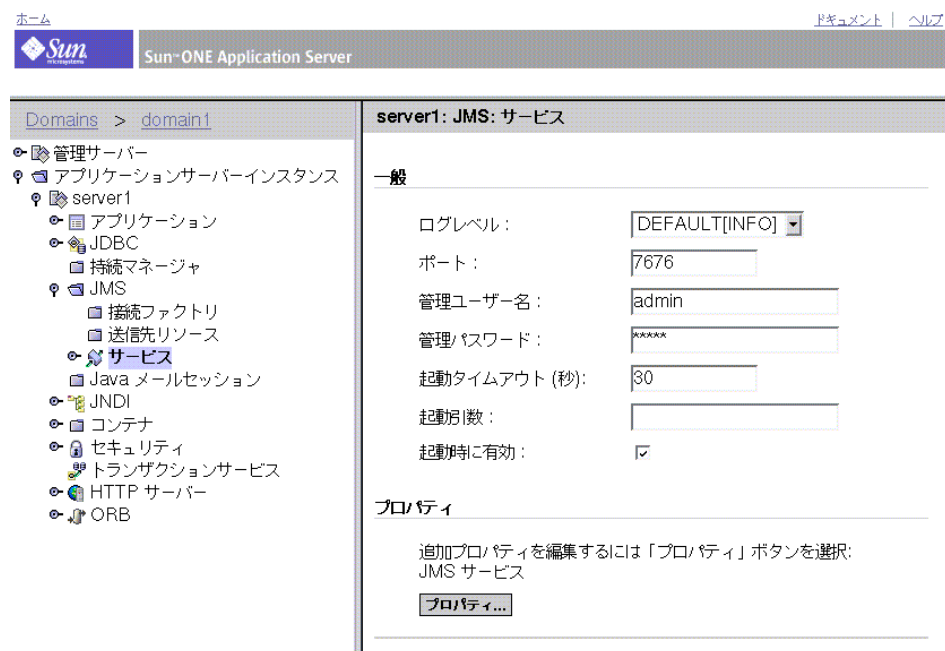 ホーム
ドキュメント | ヘルプ
Sun
microsystems
Sun™ ONE Application Server
Domains > domain1
管理サーバー
アプリケーションサーバーインスタンス
server1
アプリケーション
JDBC
持続マネージャ
JMS
接続ファクトリ
送信先リソース
サービス
Java メールセッション
JNDI
コンテナ
セキュリティ
トランザクションサービス
HTTP サーバー
ORB
server1: JMS: サービス
一般
ログレベル : DEFAULT[INFO]
ポート : 7676
管理ユーザー名 : admin
管理パスワード : *****
起動タイムアウト (秒): 30
起動引数 :
起動時に有効 :
プロパティ
追加プロパティを編集するには「プロパティ」ボタンを選択:
JMS サービス
プロパティ...